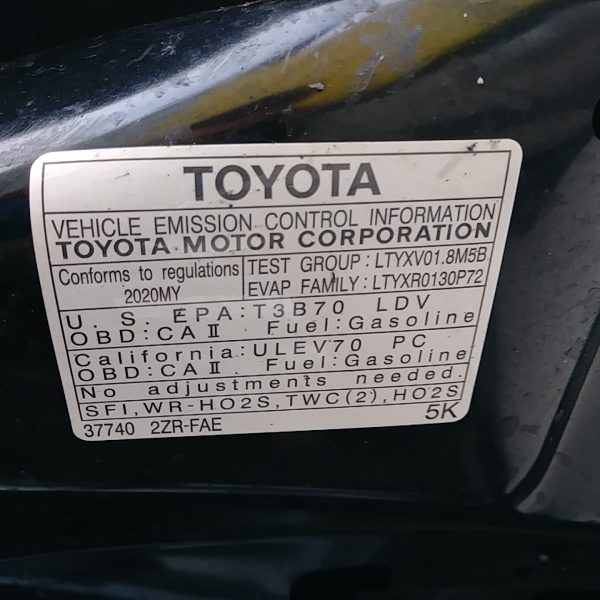 TOYOTA
VEHICLE EMISSION CONTROL INFORMATION
TOYOTA MOTOR CORPORATION
Conforms to regulations
2020MY
TEST GROUP : LTYXV01.8M5B
EVAP FAMILY : LTYXR0130P72
U. S. EPA:T3B70 LDV
OBD:CAⅡ Fuel:Gasoline
California:ULEV70 PC
OBD:CAⅡ Fuel:Gasoline
No adjustments needed.
SFI,WR-HO2S,TWC(2),HO2S
37740 2ZR-FAE 5K